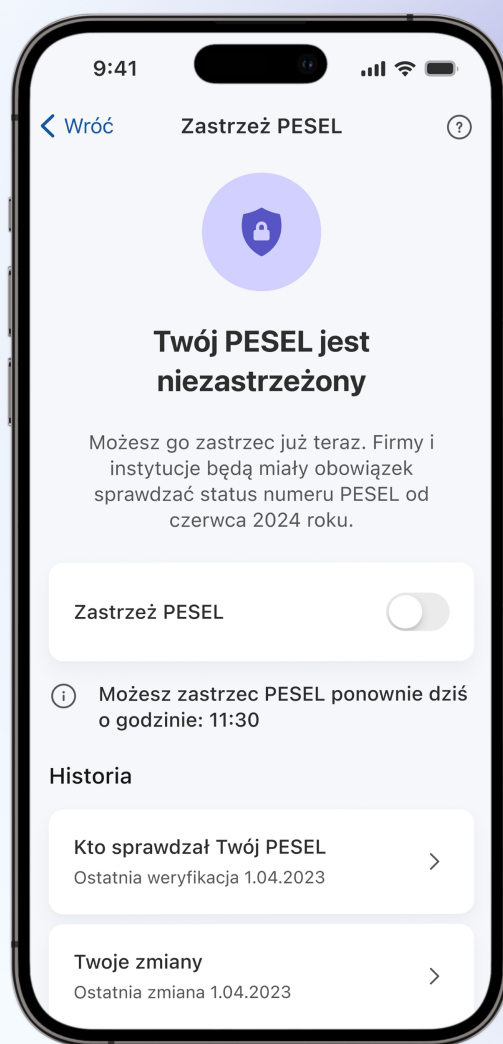 9:41
Wróć
Zastrzeż PESEL
?
Twój PESEL jest
niezastrzeżony
Możesz go zastrzec już teraz. Firmy i
instytucje będą miały obowiązek
sprawdzać status numeru PESEL od
czerwca 2024 roku.
Zastrzeż PESEL
i
Możesz zastrzec PESEL ponownie dziś
o godzinie: 11:30
Historia
Kto sprawdzał Twój PESEL
Ostatnia weryfikacja 1.04.2023
Twoje zmiany
Ostatnia zmiana 1.04.2023